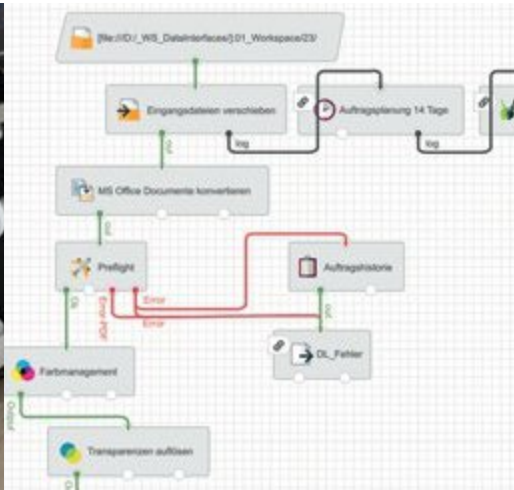 [file:///D:/_WS_DataInterfaces/]:01_Workspace/23/
Eingangsdateien verschieben
Auftragsplanung 14 Tage
out
log
log
MS Office Documente konvertieren
out
Preflight
Auftragshistorie
Ok
Error-PDF
Error
Error
out
DL_Fehler
Farbmanagement
Output
Transparenzen auflösen